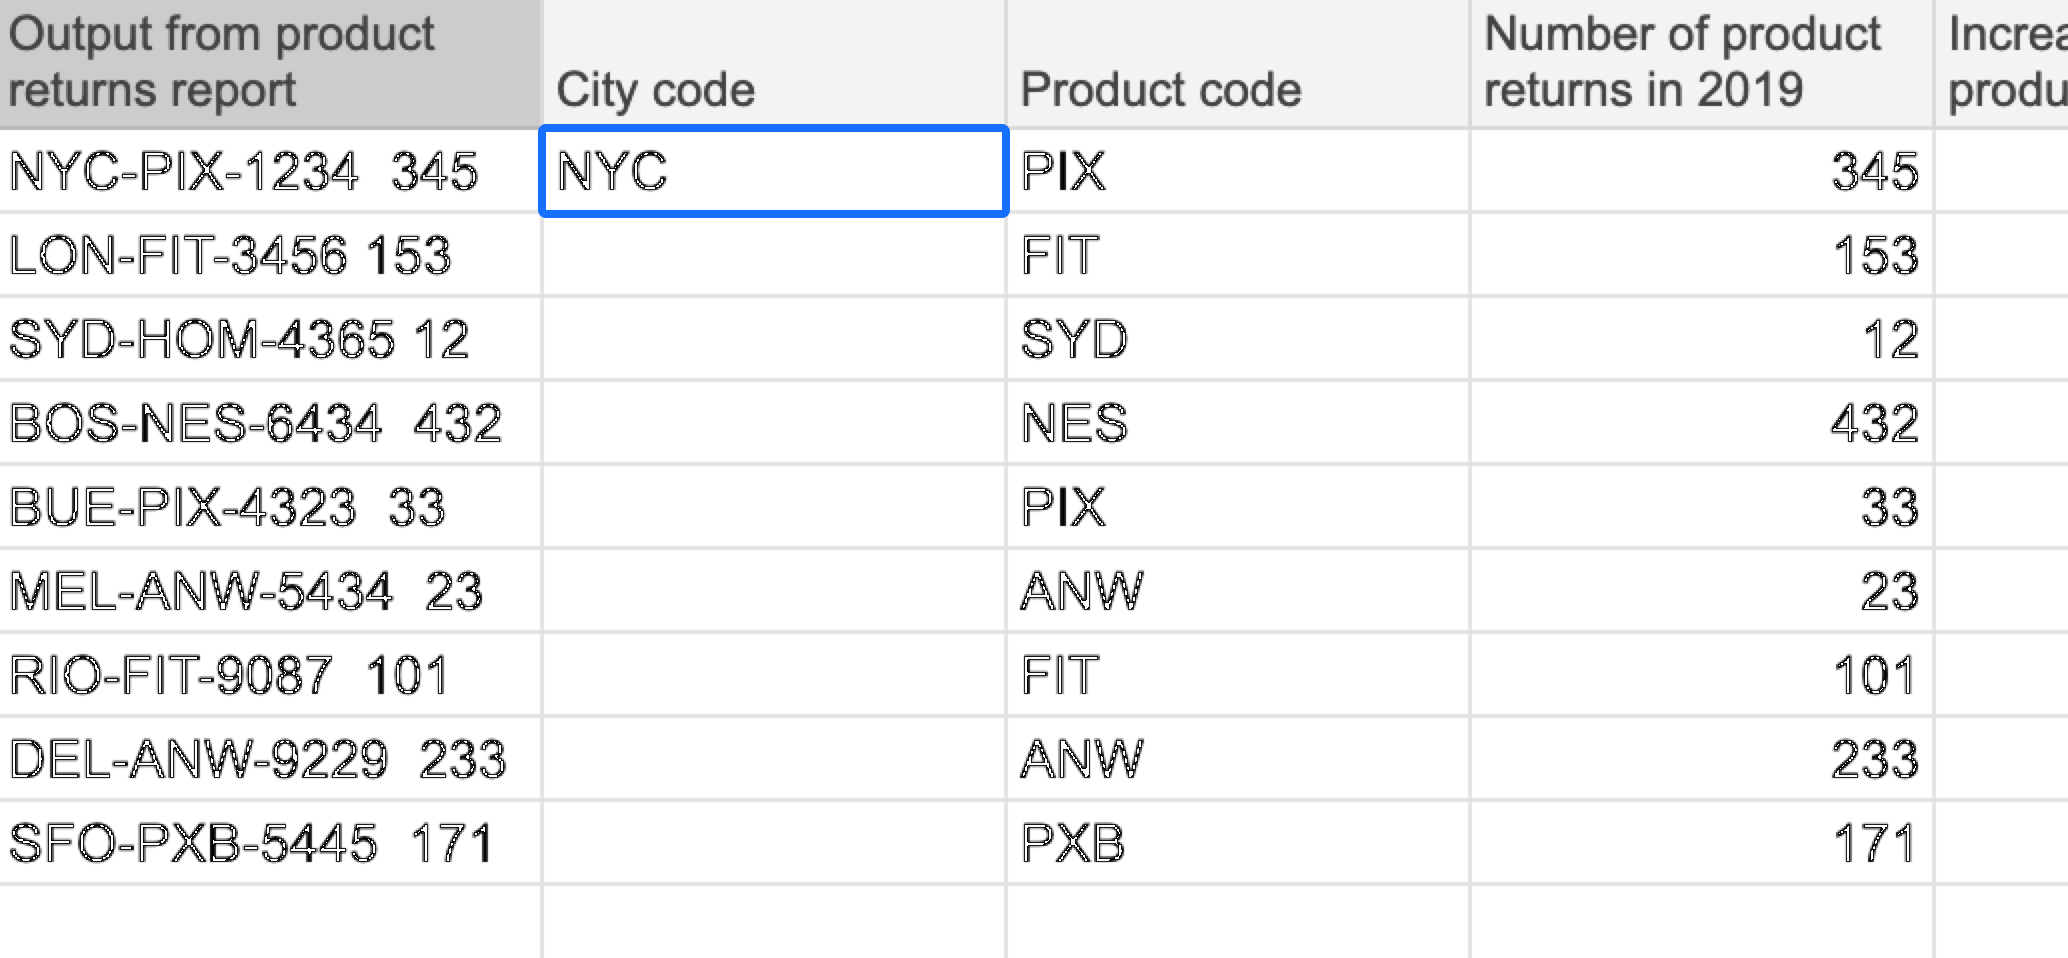 Output from product returns report City code Product code Number of product returns in 2019 Increa produ
NYC-PIX-1234  345 NYC PIX 345
LON-FIT-3456 153 FIT 153
SYD-HOM-4365 12 SYD 12
BOS-NES-6434  432 NES 432
BUE-PIX-4323  33 PIX 33
MEL-ANW-5434  23 ANW 23
RIO-FIT-9087  101 FIT 101
DEL-ANW-9229  233 ANW 233
SFO-PXB-5445  171 PXB 171